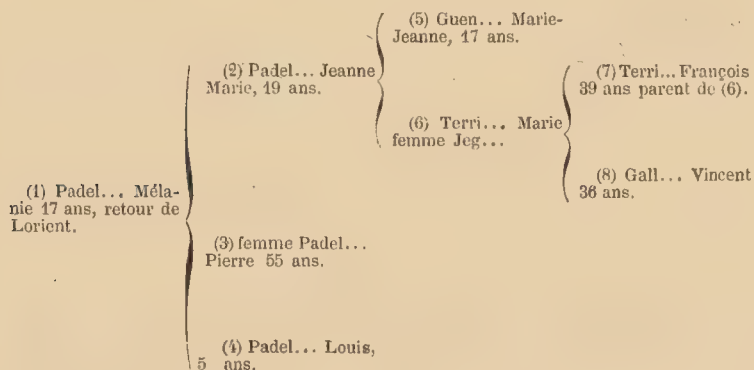 (5) Guen... Marie-
Jeanne, 17 ans.
(2) Padel... Jeanne
Marie, 19 ans.
(7) Terri... François
39 ans parent de (6).
(6) Terri... Marie
femme Jeg...
(8) Gall... Vincent
36 ans.
(1) Padel... Méla-
nie 17 ans, retour de
Lorient.
(3) femme Padel...
Pierre 55 ans.
(4) Padel... Louis,
5 ans.